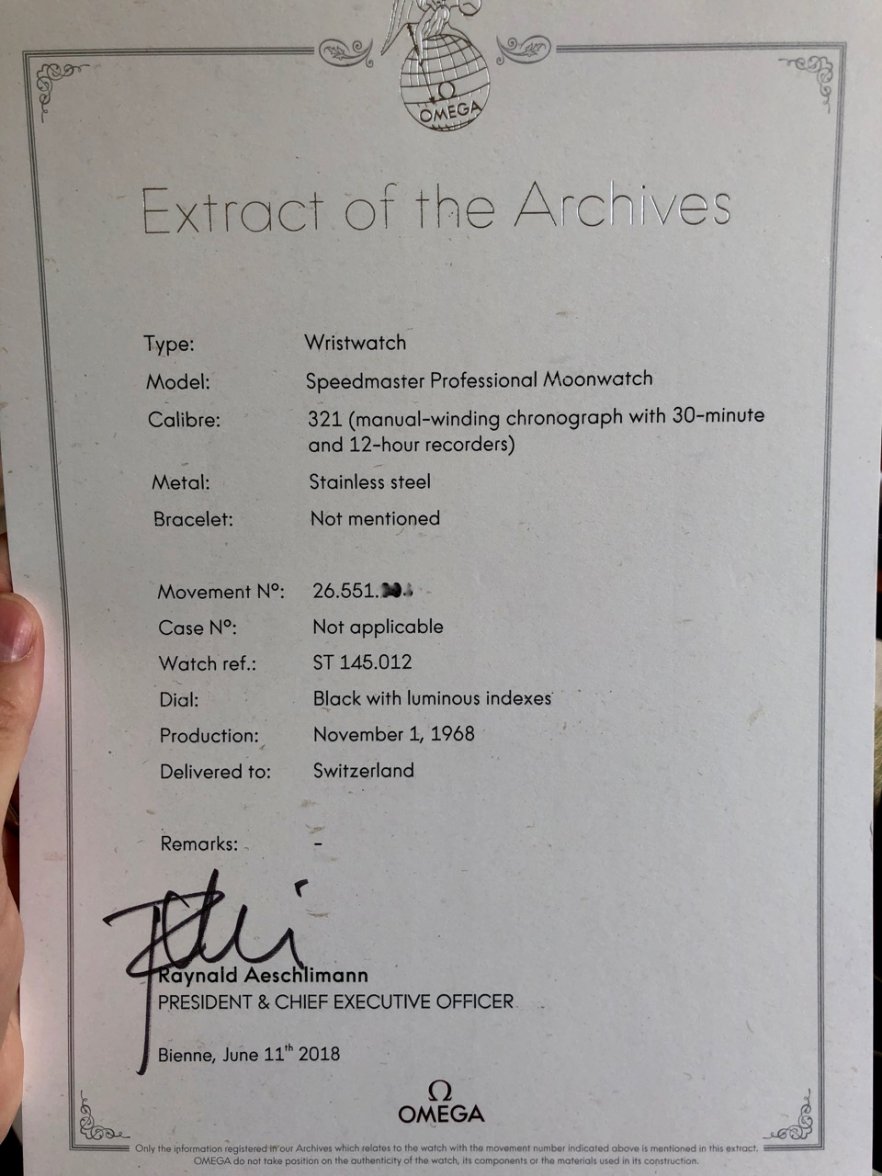 Ω
OMEGA
Extract of the Archives
Type: Wristwatch
Model: Speedmaster Professional Moonwatch
Calibre: 321 (manual-winding chronograph with 30-minute
and 12-hour recorders)
Metal: Stainless steel
Bracelet: Not mentioned
Movement Nº: 26.551.
Case Nº: Not applicable
Watch ref.: ST 145.012
Dial: Black with luminous indexes
Production: November 1, 1968
Delivered to: Switzerland
Remarks: -
Raynald Aeschlimann
PRESIDENT & CHIEF EXECUTIVE OFFICER
Bienne, June 11th 2018
Ω
OMEGA
Only the information registered in our Archives which relates to the watch with the movement number indicated above is mentioned in this extract.
OMEGA do not take position on the authenticity of the watch, its components or the materials used in its construction.